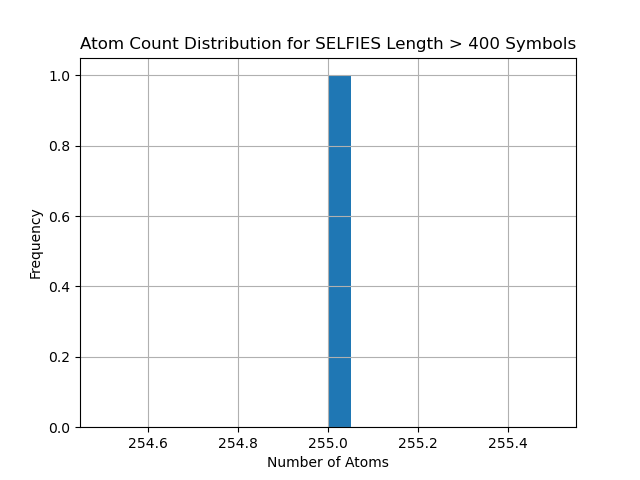 Atom Count Distribution for SELFIES Length > 400 Symbols
1.0
0.8
0.6
0.4
0.2
0.0
Frequency
254.6 254.8 255.0 255.2 255.4
Number of Atoms